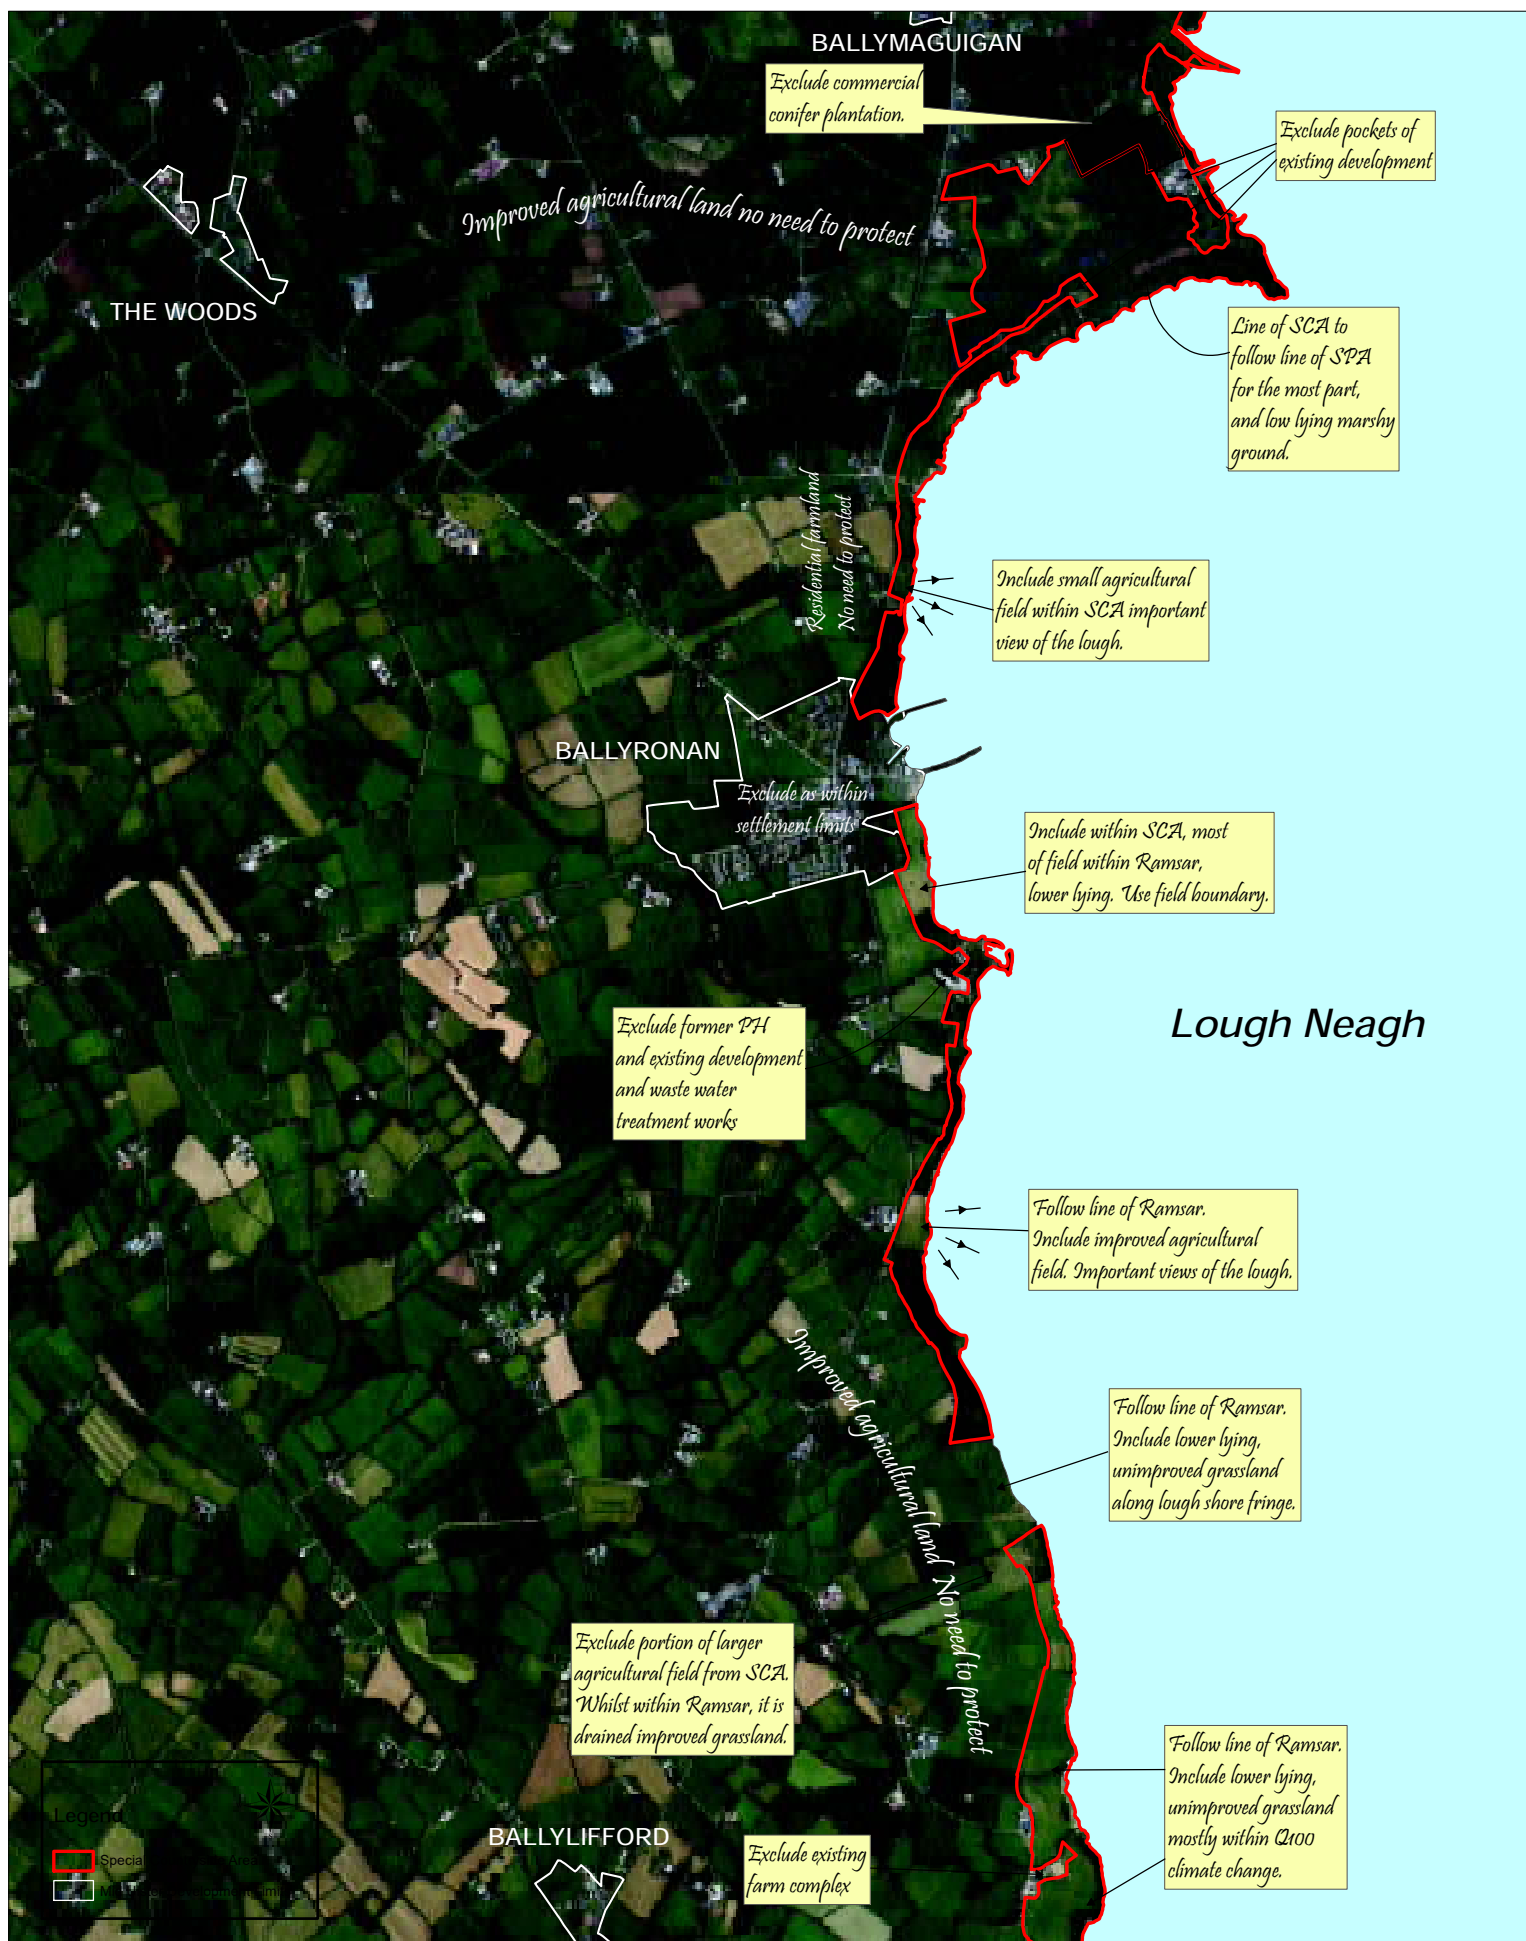 BALLYMAGUIGAN
Exclude commercial
conifer plantation.
Exclude pockets of
existing development
Improved agricultural land no need to protect
THE WOODS
Line of SCA to
follow line of SPA
for the most part,
and low lying marshy
ground.
Residential farmland
No need to protect
Include small agricultural
field within SCA important
view of the lough.
BALLYRONAN
Exclude as within
settlement limits
Include within SCA, most
of field within Ramsar,
lower lying. Use field boundary.
Lough Neagh
Exclude former PH
and existing development
and waste water
treatment works
Follow line of Ramsar.
Include improved agricultural
field. Important views of the lough.
Improved agricultural land No need to protect
Follow line of Ramsar.
Include lower lying,
unimproved grassland
along lough shore fringe.
Exclude portion of larger
agricultural field from SCA.
Whilst within Ramsar, it is
drained improved grassland.
Follow line of Ramsar.
Include lower lying,
unimproved grassland
mostly within Q100
climate change.
BALLYLIFFORD
Exclude existing
farm complex
Legend
Special